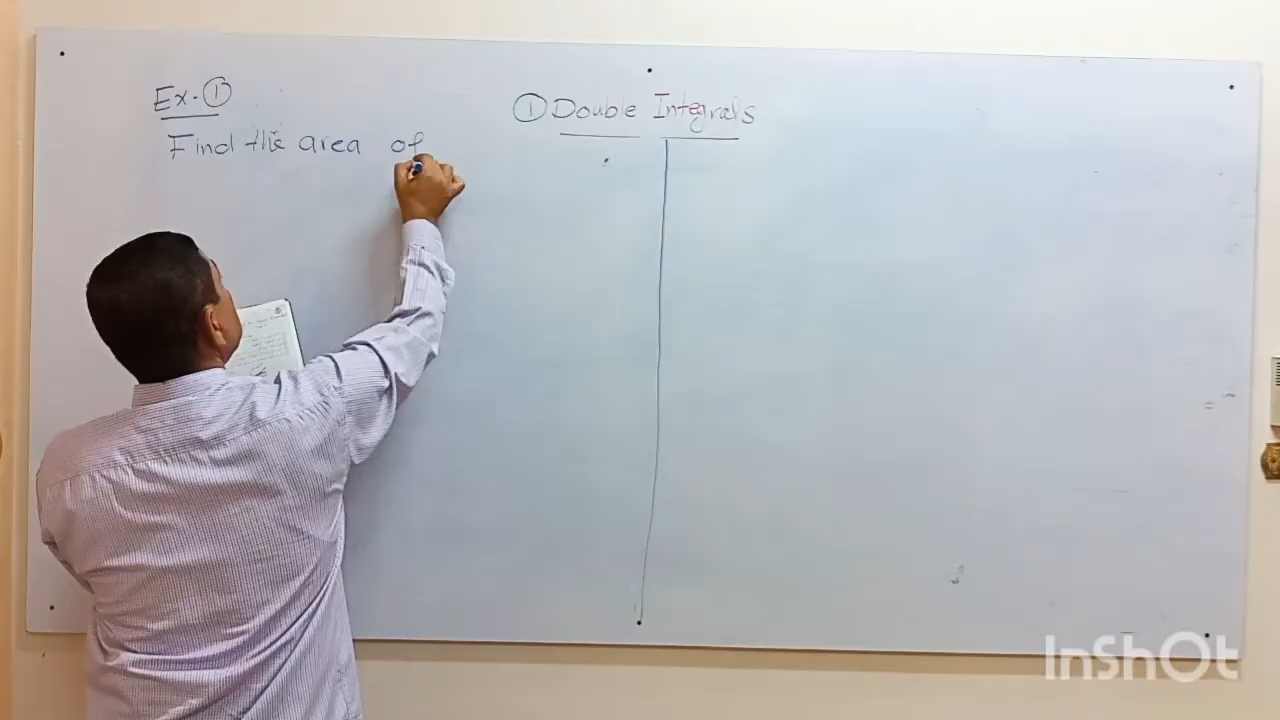 ① Double Integrals
Ex. ①
Find the area of
InShOt